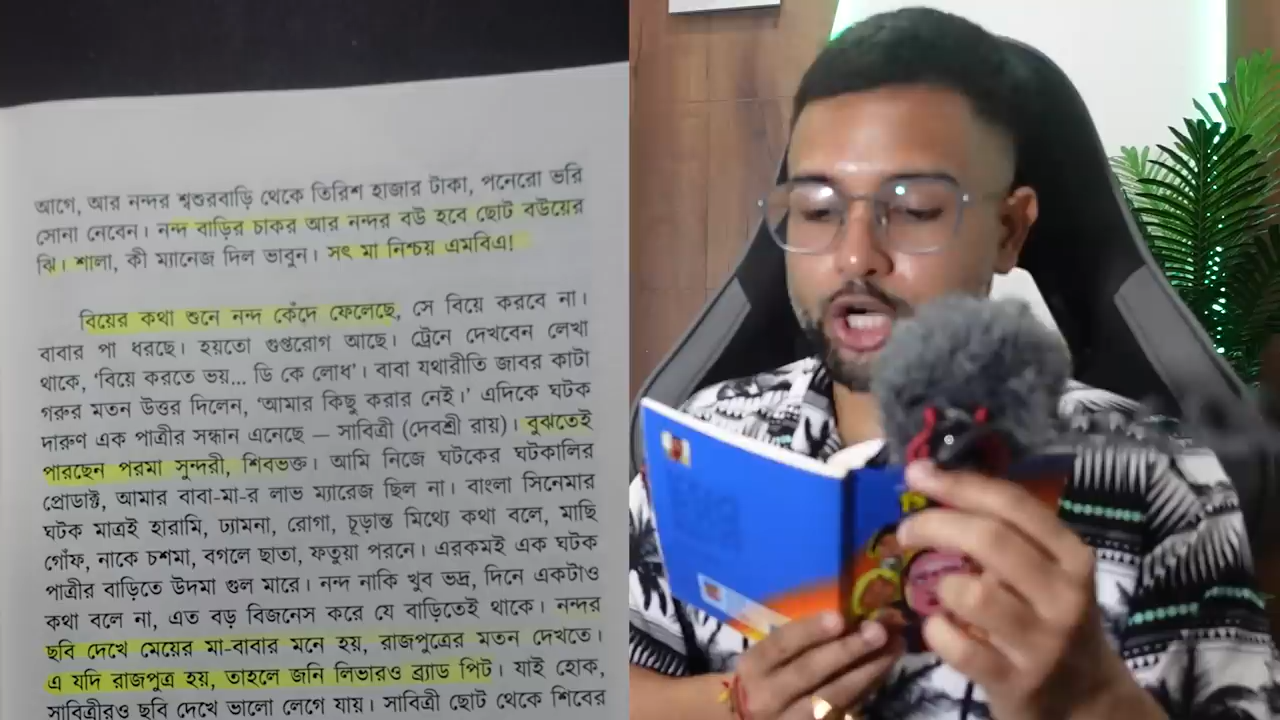 আগে, আর নন্দর শ্বশুরবাড়ি থেকে তিরিশ হাজার টাকা, পনেরো ভরি
সোনা নেবেন। নন্দ বাড়ির চাকর আর নন্দর বউ হবে ছোট বউয়ের
ঝি। শালা, কী ম্যানেজ দিল ভাবুন। সৎ মা নিশ্চয় এমবিএ!
বিয়ের কথা শুনে নন্দ কেঁদে ফেলেছে, সে বিয়ে করবে না।
বাবার পা ধরছে। হয়তো গুপ্তরোগ আছে। ট্রেনে দেখবেন লেখা
থাকে, ‘বিয়ে করতে ভয়... ডি কে লোধ’। বাবা যথারীতি জাবর কাটা
গরুর মতন উত্তর দিলেন, ‘আমার কিছু করার নেই।’ এদিকে ঘটক
দারুণ এক পাত্রীর সন্ধান এনেছে — সাবিত্রী (দেবশ্রী রায়)। বুঝতেই
পারছেন পরমা সুন্দরী, শিবভক্ত। আমি নিজে ঘটকের ঘটকালির
প্রোডাক্ট, আমার বাবা-মা-র লাভ ম্যারেজ ছিল না। বাংলা সিনেমার
ঘটক মাত্রই হারামি, ঢ্যামনা, রোগা, চূড়ান্ত মিথ্যে কথা বলে, মাছি
গোঁফ, নাকে চশমা, বগলে ছাতা, ফতুয়া পরনে। এরকমই এক ঘটক
পাত্রীর বাড়িতে উদমা গুল মারে। নন্দ নাকি খুব ভদ্র, দিনে একটাও
কথা বলে না, এত বড় বিজনেস করে যে বাড়িতেই থাকে। নন্দর
ছবি দেখে মেয়ের মা-বাবার মনে হয়, রাজপুত্রের মতন দেখতে।
এ যদি রাজপুত্র হয়, তাহলে জনি লিভারও ব্র্যাড পিট। যাই হোক,
সাবিত্রীরও ছবি দেখে ভালো লেগে যায়। সাবিত্রী ছোট থেকে শিবের